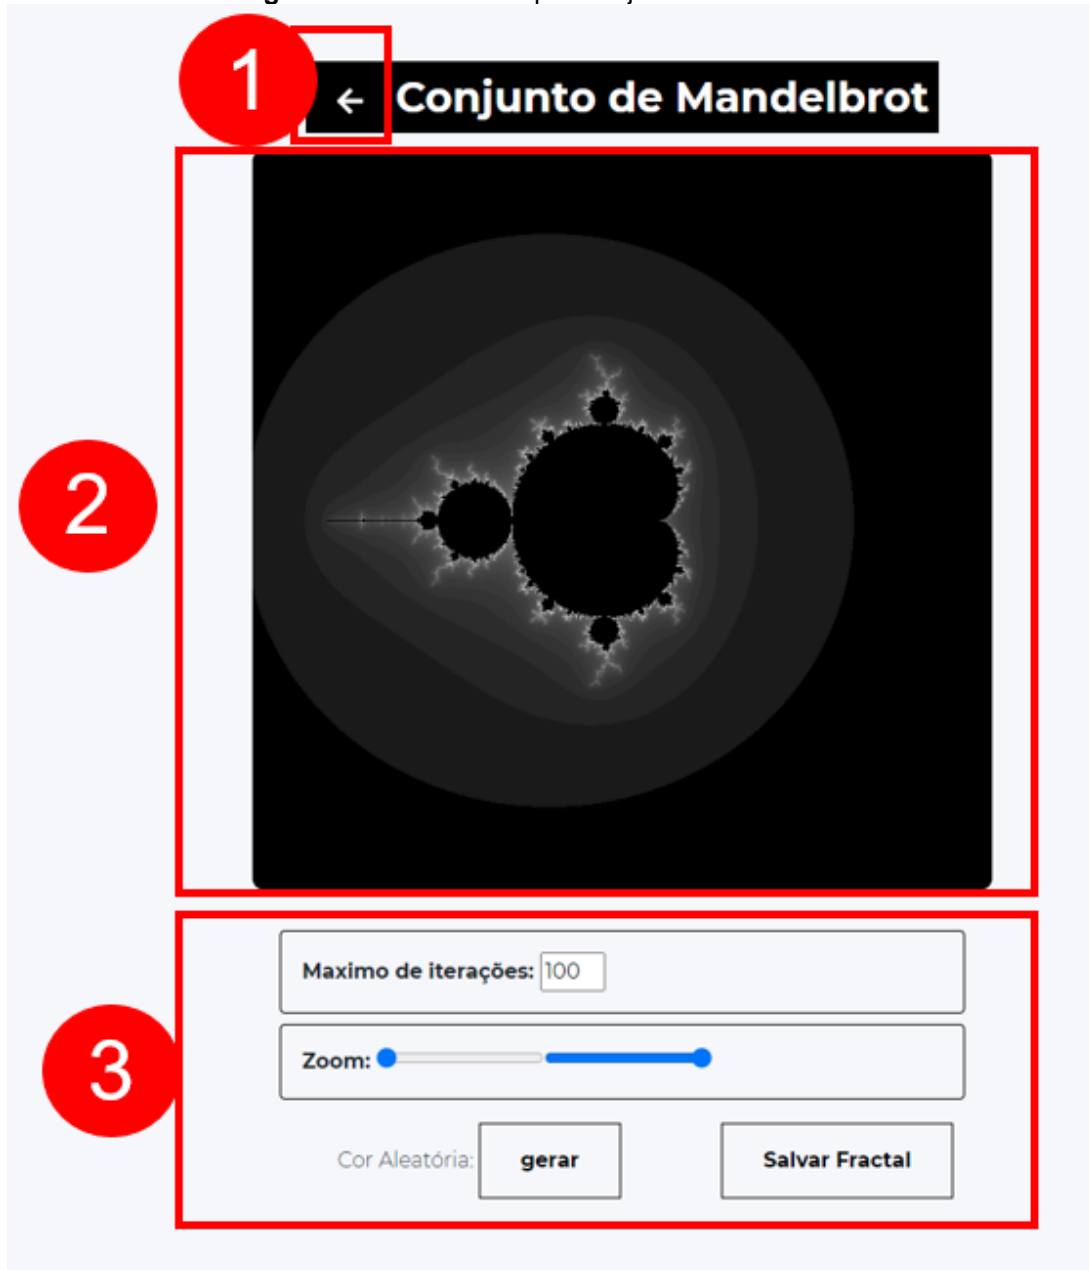 1
← Conjunto de Mandelbrot
2
3
Maximo de iterações: 100
Zoom:
Cor Aleatória: gerar Salvar Fractal